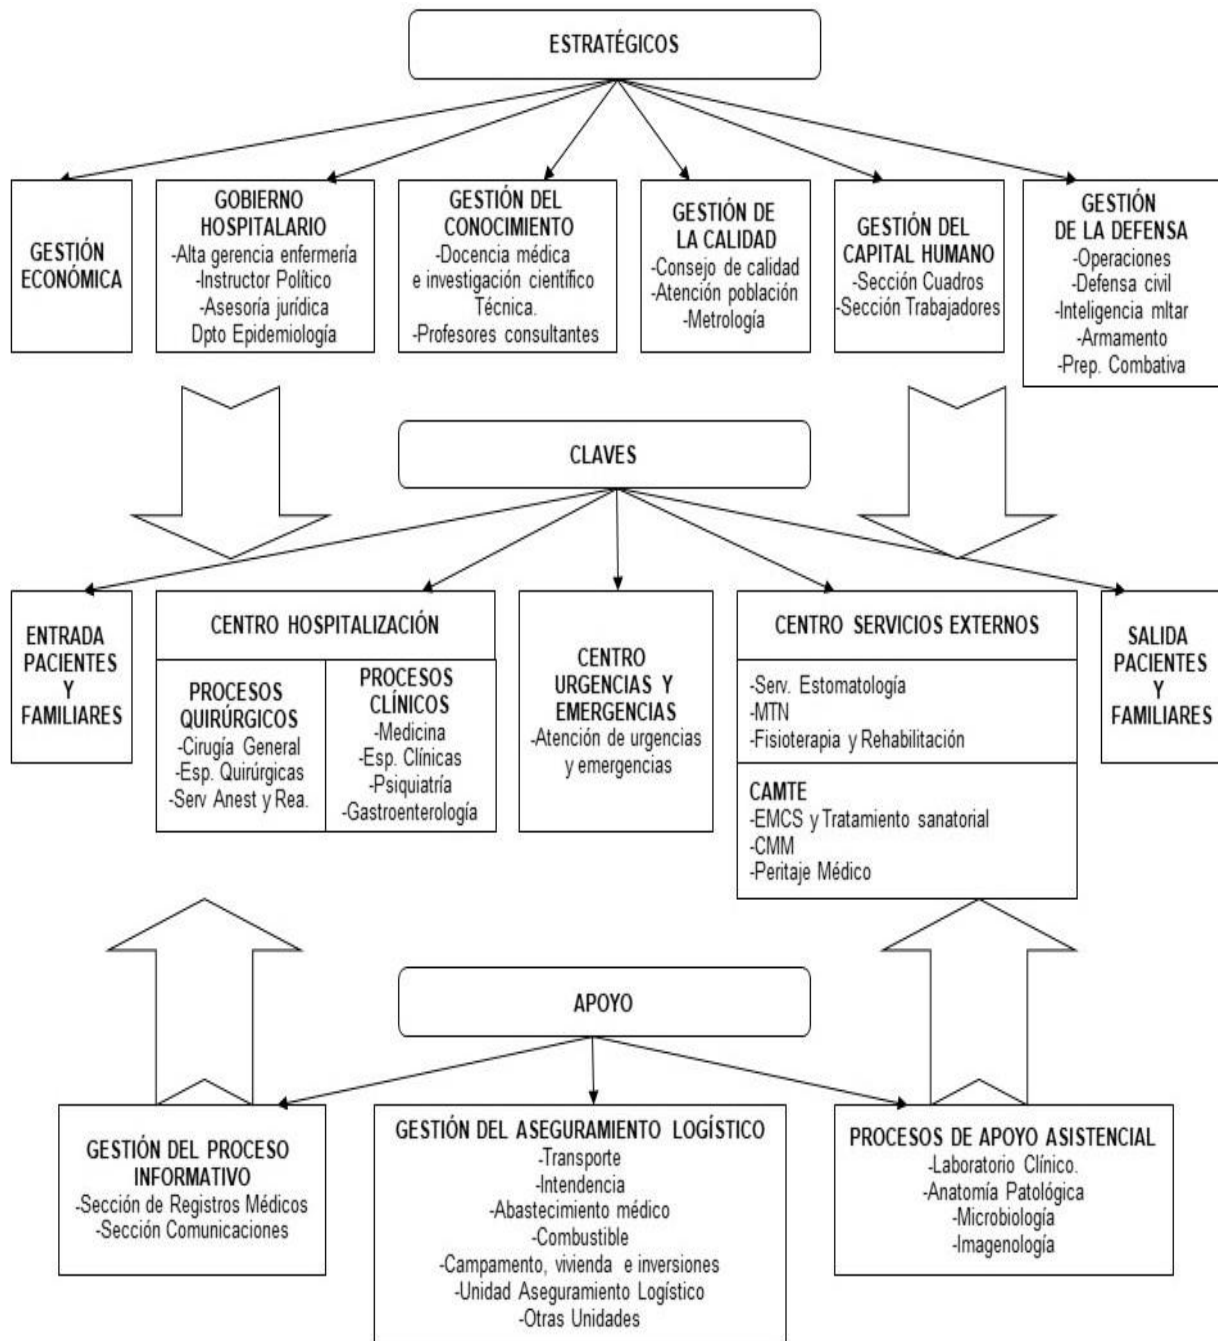 ESTRATÉGICOS
GESTIÓN
ECONÓMICA
GOBIERNO
HOSPITALARIO
-Alta gerencia enfermería
-Instructor Político
-Asesoría jurídica
Dpto Epidemiología
GESTIÓN DEL
CONOCIMIENTO
-Docencia médica
e investigación científico
Técnica.
-Profesores consultantes
GESTIÓN DE
LA CALIDAD
-Consejo de calidad
-Atención población
-Metrología
GESTIÓN DEL
CAPITAL HUMANO
-Sección Cuadros
-Sección Trabajadores
GESTIÓN
DE LA DEFENSA
-Operaciones
-Defensa civil
-Inteligencia mltar
-Armamento
-Prep. Combativa
CLAVES
ENTRADA
PACIENTES
Y
FAMILIARES
CENTRO HOSPITALIZACIÓN
PROCESOS
QUIRÚRGICOS
-Cirugía General
-Esp. Quirúrgicas
-Serv Anest y Rea.
PROCESOS
CLÍNICOS
-Medicina
-Esp. Clínicas
-Psiquiatría
-Gastroenterología
CENTRO
URGENCIAS Y
EMERGENCIAS
-Atención de urgencias
y emergencias
CENTRO SERVICIOS EXTERNOS
-Serv. Estomatología
-MTN
-Fisioterapia y Rehabilitación
CAMTE
-EMCS y Tratamiento sanatorial
-CMM
-Peritaje Médico
SALIDA
PACIENTES
Y
FAMILIARES
APOYO
GESTIÓN DEL PROCESO
INFORMATIVO
-Sección de Registros Médicos
-Sección Comunicaciones
GESTIÓN DEL ASEGURAMIENTO LOGÍSTICO
-Transporte
-Intendencia
-Abastecimiento médico
-Combustible
-Campamento, vivienda e inversiones
-Unidad Aseguramiento Logístico
-Otras Unidades
PROCESOS DE APOYO ASISTENCIAL
-Laboratorio Clínico.
-Anatomía Patológica
-Microbiología
-Imagenología